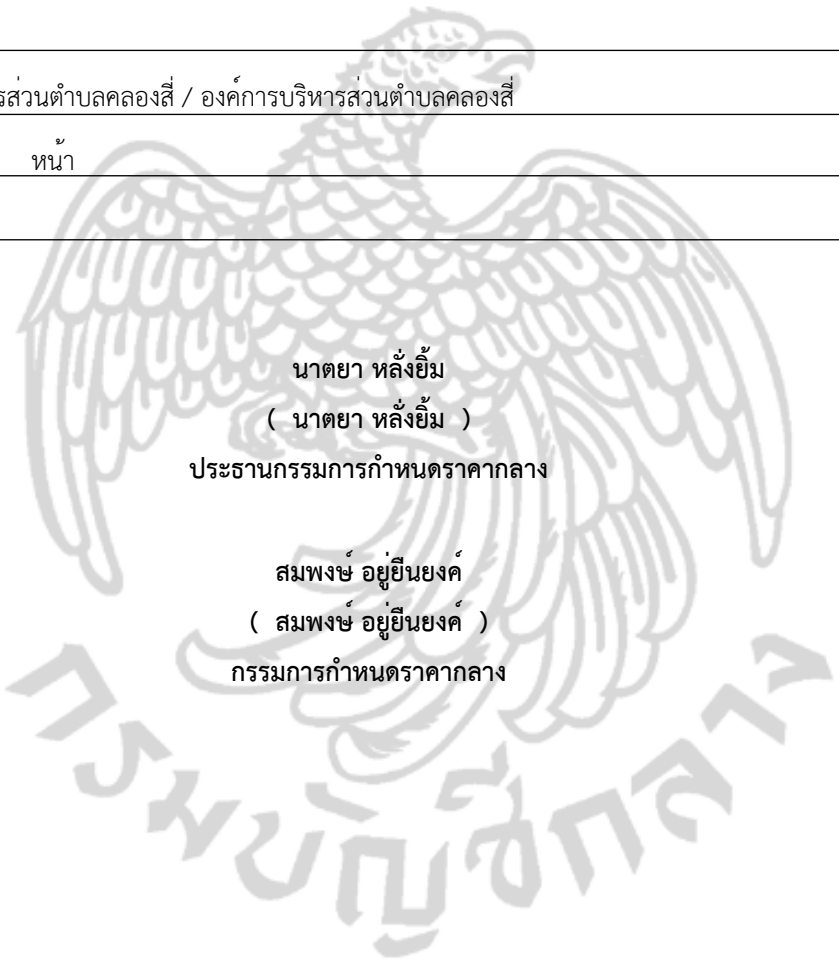 รส่วนตำบลคลองสี่ / องค์การบริหารส่วนตำบลคลองสี่
หน้า
นาตยา หลั่งยิ้ม
( นาตยา หลั่งยิ้ม )
ประธานกรรมการกำหนดราคากลาง
สมพงษ์ อยู่ยืนยงค์
( สมพงษ์ อยู่ยืนยงค์ )
กรรมการกำหนดราคากลาง
กรมบัญชีกลาง